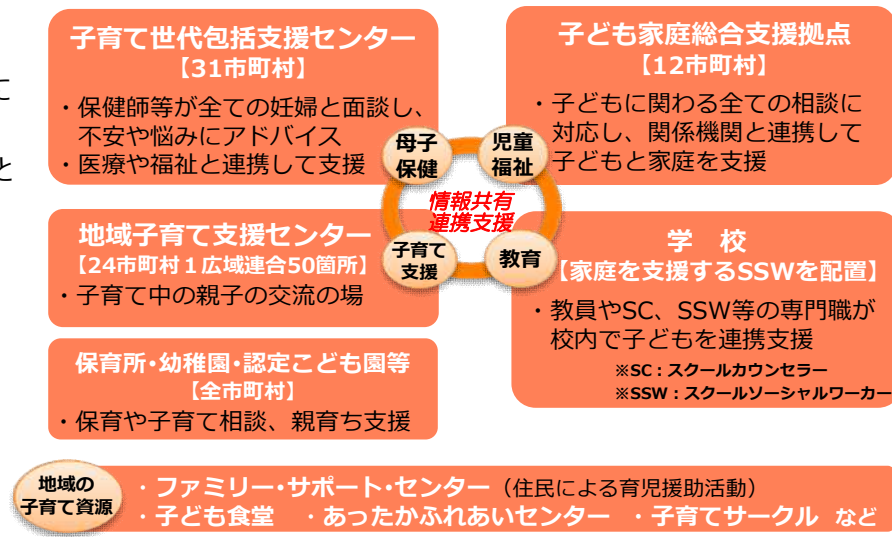 に
と
子育て世代包括支援センター
【31市町村】
・保健師等が全ての妊婦と面談し、
不安や悩みにアドバイス
・医療や福祉と連携して支援
子ども家庭総合支援拠点
【12市町村】
・子どもに関わる全ての相談に
対応し、関係機関と連携して
子どもと家庭を支援
母子
保健
児童
福祉
情報共有
連携支援
子育て
支援
教育
地域子育て支援センター
【24市町村１広域連合50箇所】
・子育て中の親子の交流の場
学　校
【家庭を支援するSSWを配置】
・教員やSC、SSW等の専門職が
校内で子どもを連携支援
※SC：スクールカウンセラー
※SSW：スクールソーシャルワーカー
保育所・幼稚園・認定こども園等
【全市町村】
・保育や子育て相談、親育ち支援
地域の
子育て資源
・ファミリー・サポート・センター（住民による育児援助活動）
・子ども食堂　・あったかふれあいセンター　・子育てサークル など